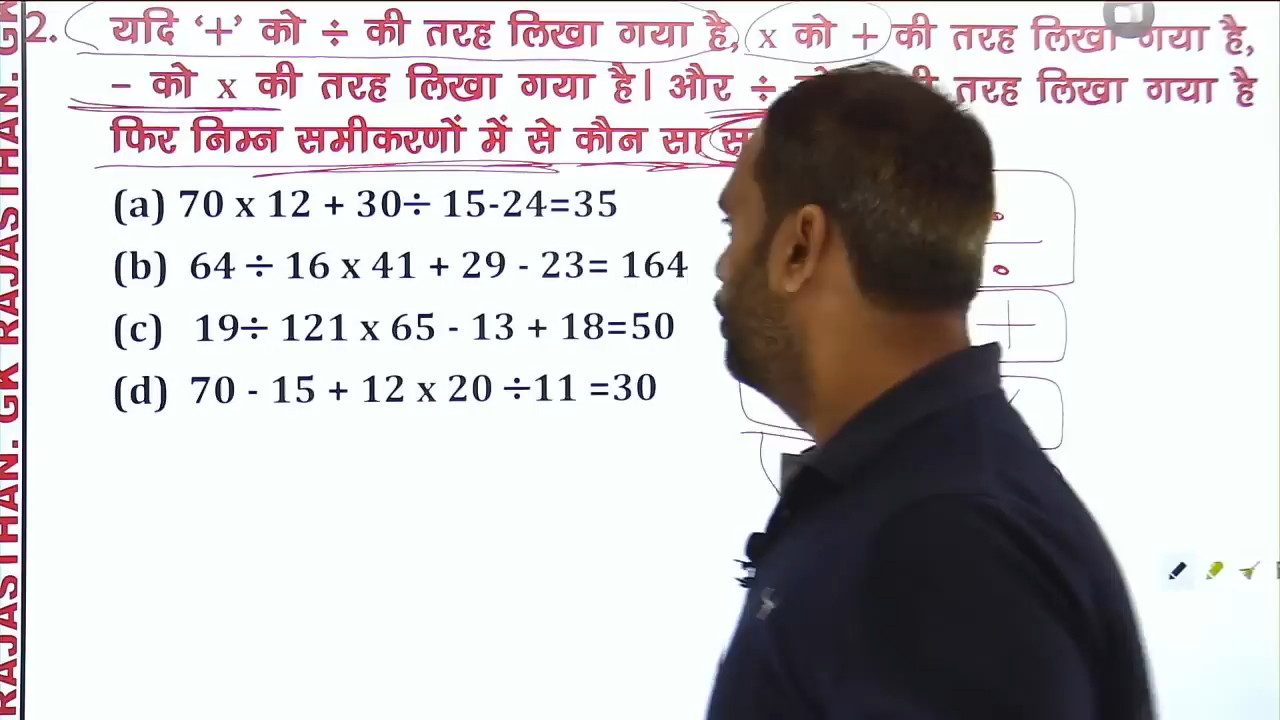 2. यदि ‘+’ को ÷ की तरह लिखा गया है, x को + की तरह लिखा गया है,
– को x की तरह लिखा गया है। और ÷ की तरह लिखा गया है
फिर निम्न समीकरणों में से कौन सा
(a) 70 x 12 + 30÷ 15-24=35
(b) 64 ÷ 16 x 41 + 29 - 23= 164
(c) 19÷ 121 x 65 - 13 + 18=50
(d) 70 - 15 + 12 x 20 ÷11 =30
÷
+
RAJASTHAN. GK RAJASTHAN. GK